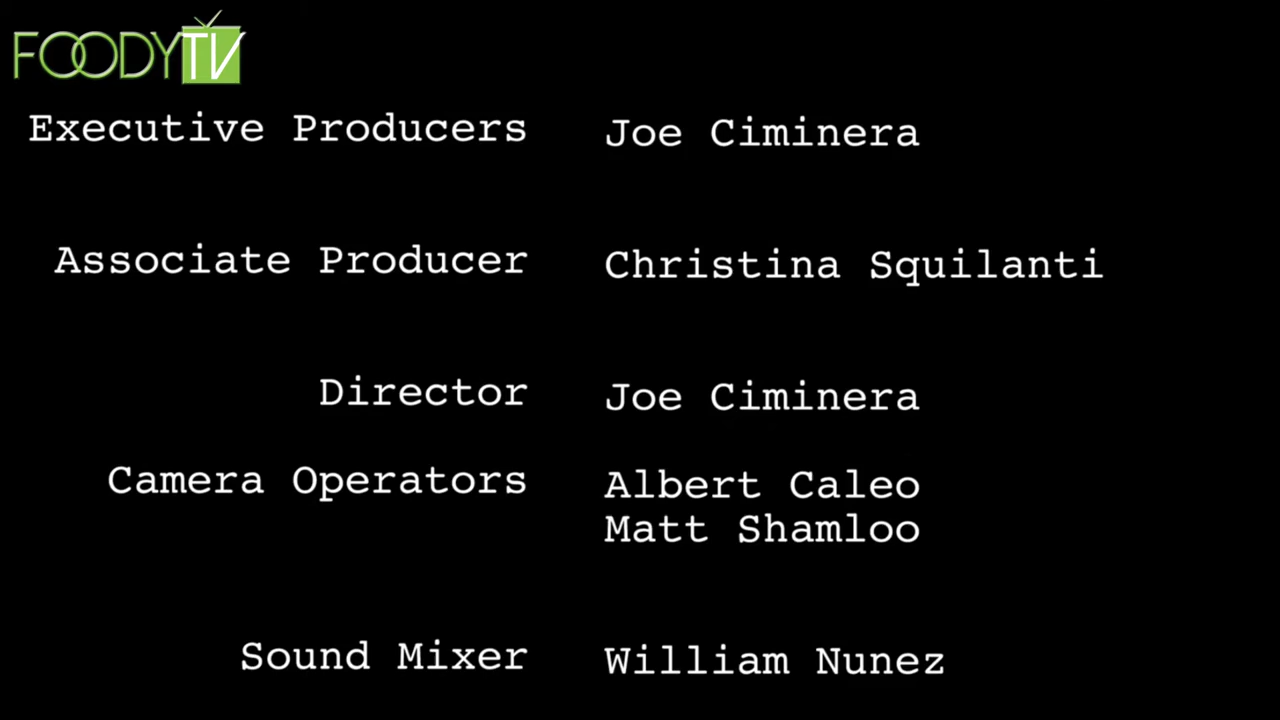 FOODYTV
Executive Producers Joe Ciminera
Associate Producer Christina Squilanti
Director Joe Ciminera
Camera Operators Albert Caleo
Matt Shamloo
Sound Mixer William Nunez